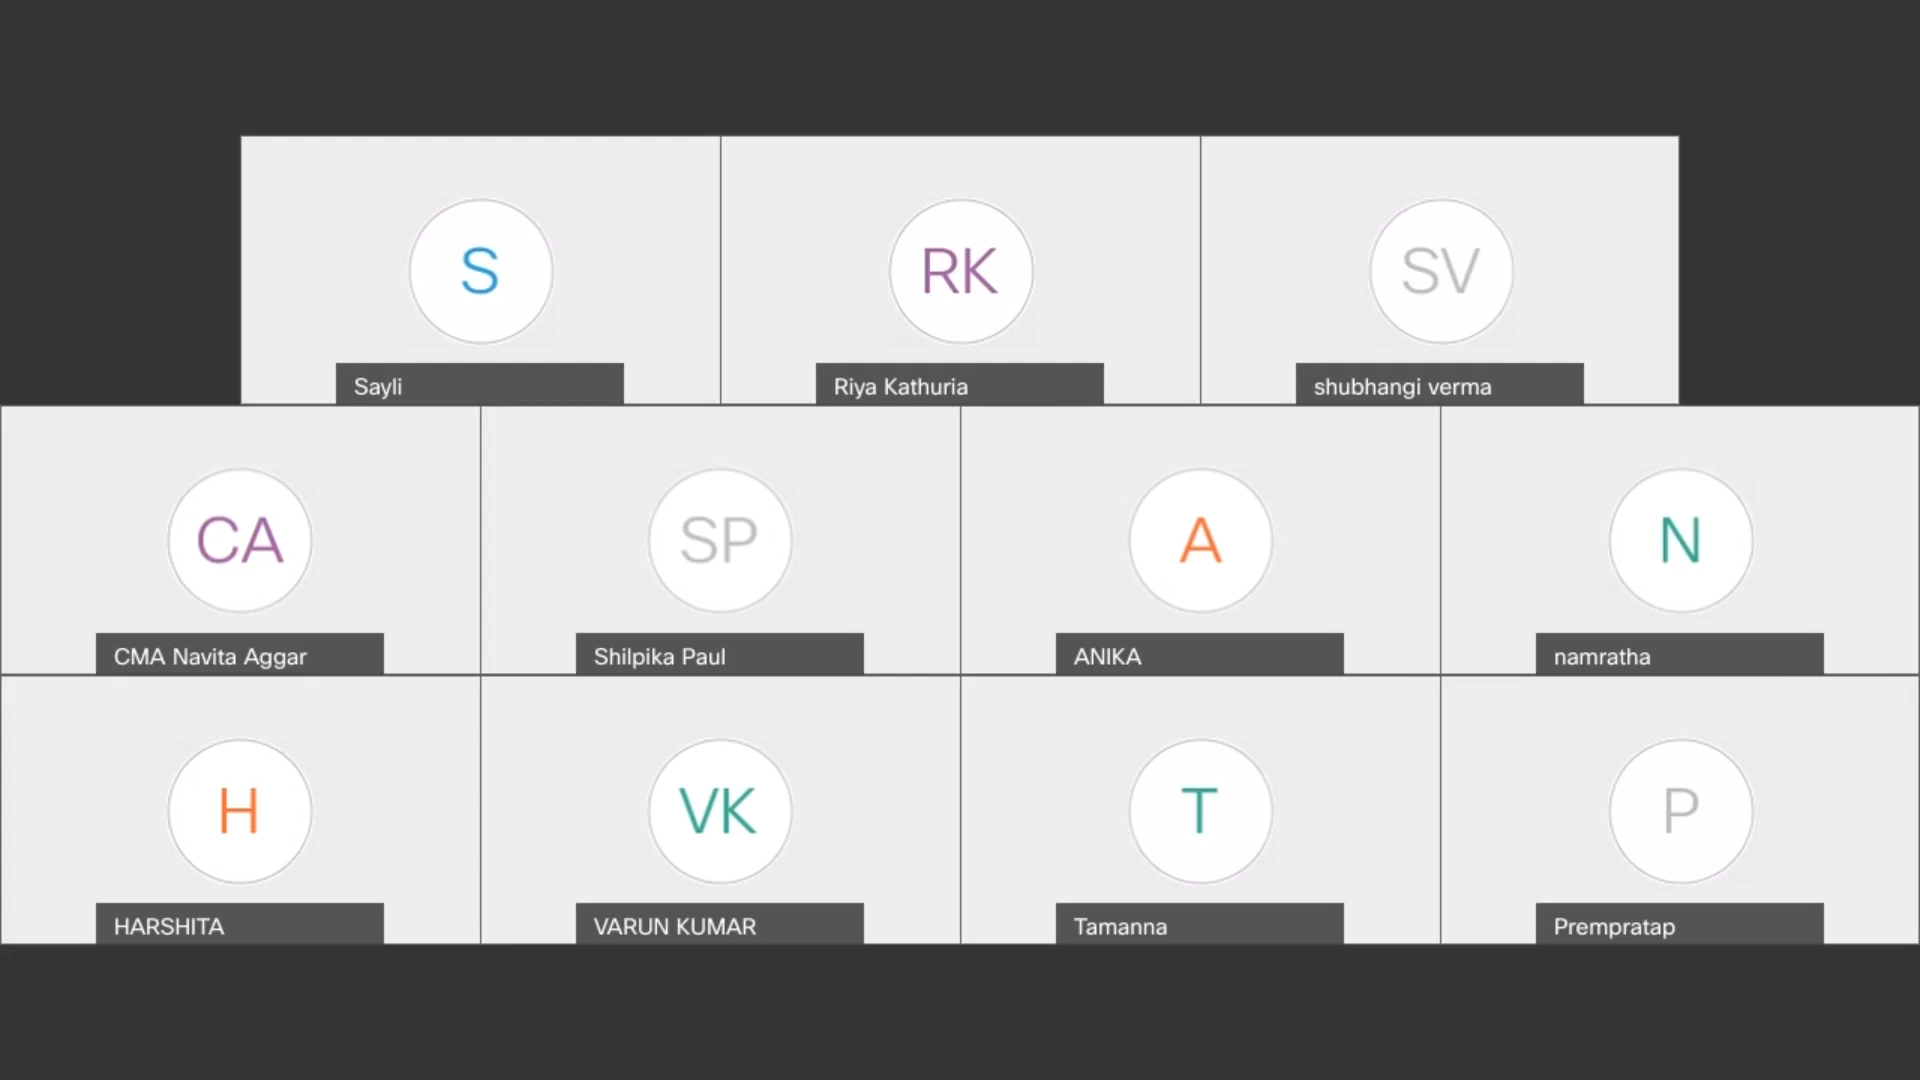 S
RK
SV
Sayli
Riya Kathuria
shubhangi verma
CA
SP
A
N
CMA Navita Aggar
Shilpika Paul
ANIKA
namratha
H
VK
T
P
HARSHITA
VARUN KUMAR
Tamanna
Prempratap